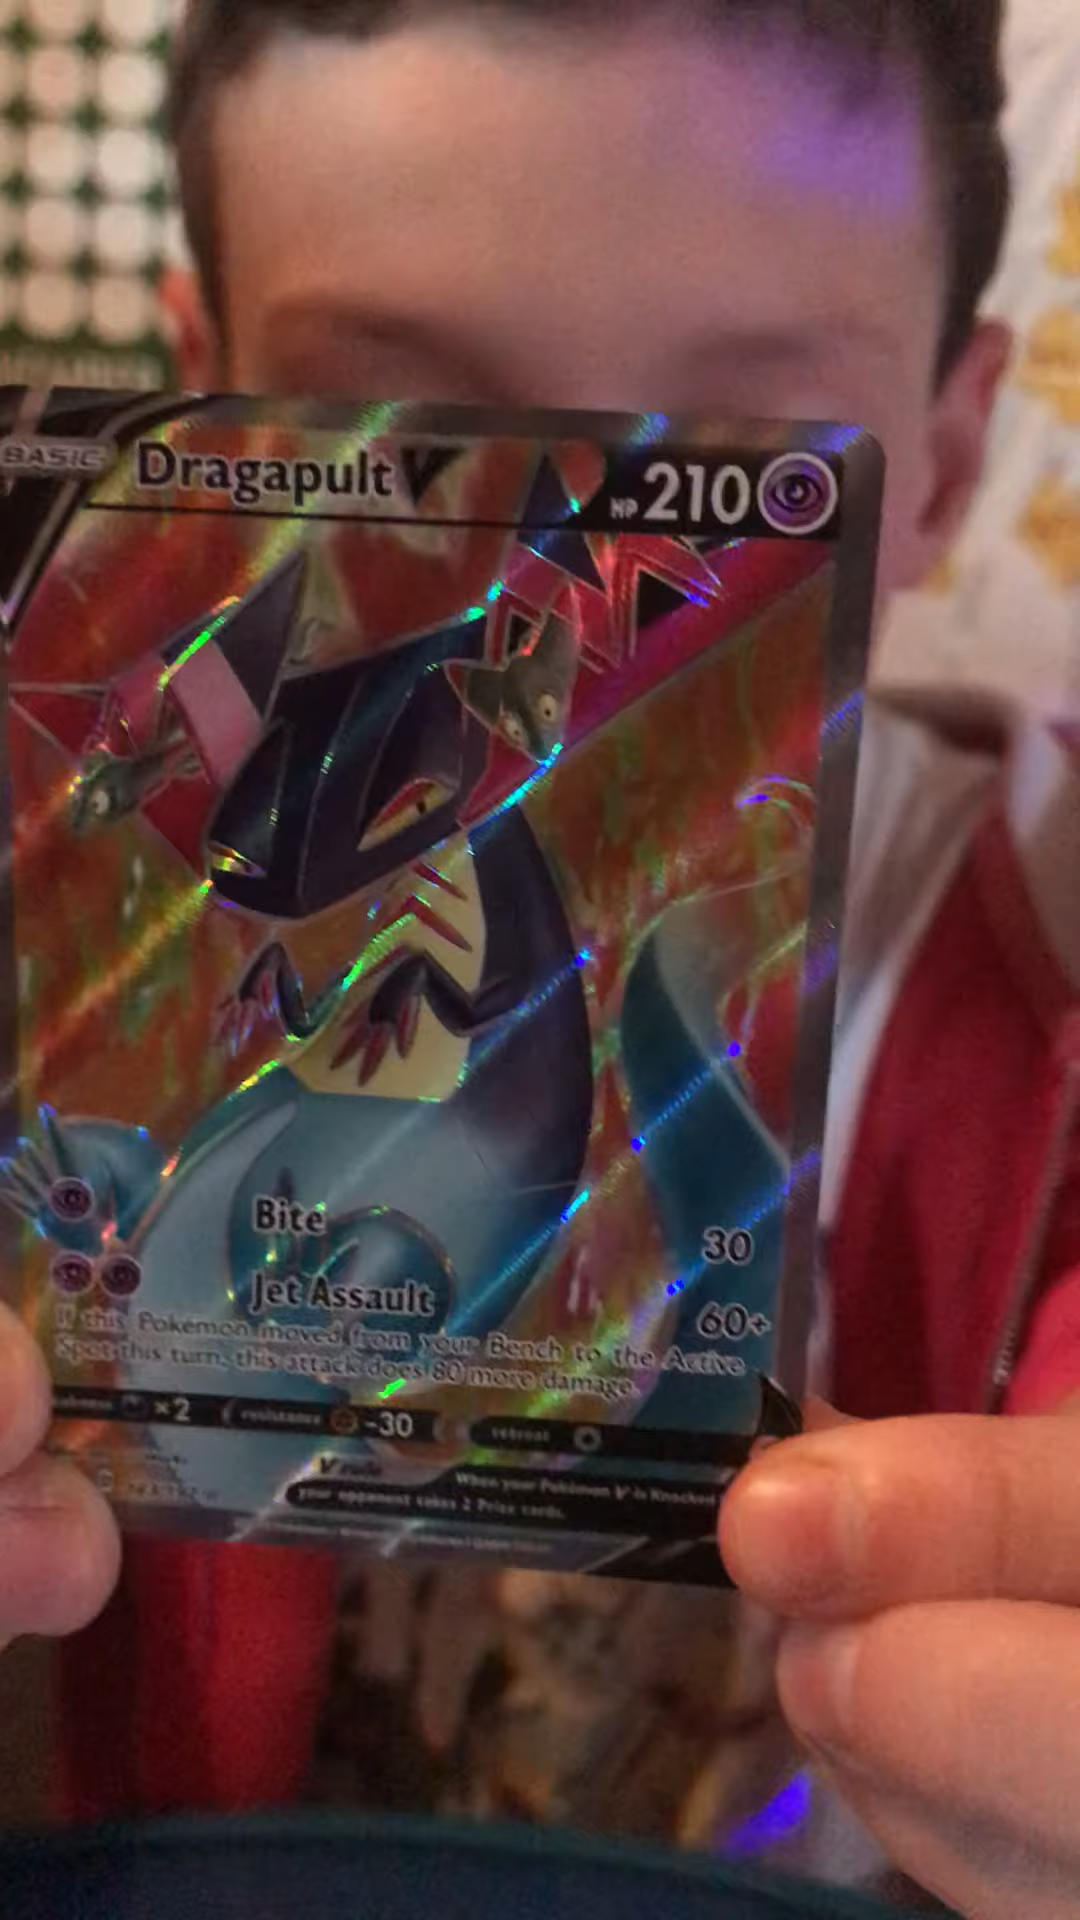 BASIC Dragapult V HP 210
Bite 30
Jet Assault 60+
If this Pokémon moved from your Bench to the Active
Spot this turn, this attack does 80 more damage.
×2 resistance -30 retreat
V rule
When your Pokémon V is Knocked
your opponent takes 2 Prize cards.